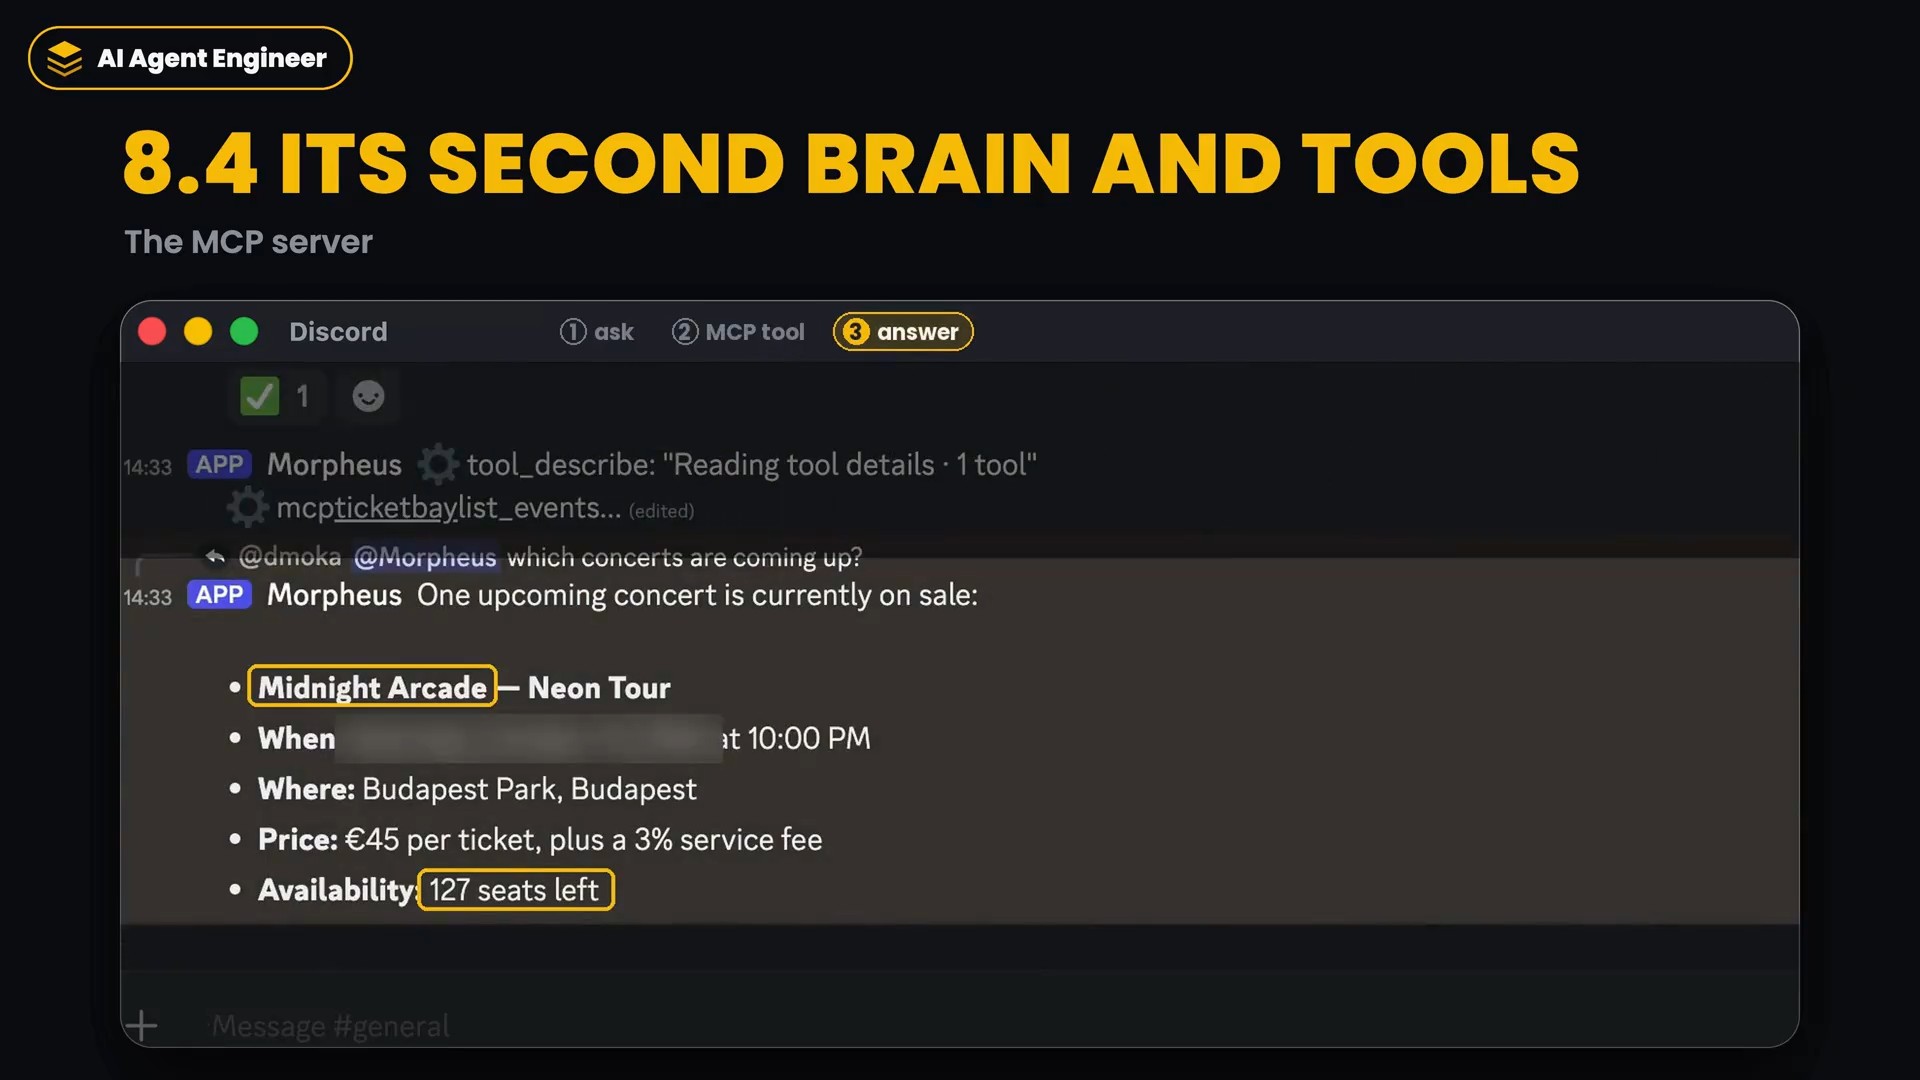 AI Agent Engineer
8.4 ITS SECOND BRAIN AND TOOLS
The MCP server
Discord
1 ask
2 MCP tool
3 answer
1
14:33 APP Morpheus tool_describe: "Reading tool details · 1 tool"
mcpticketbaylist_events... (edited)
@dmoka @Morpheus which concerts are coming up?
14:33 APP Morpheus One upcoming concert is currently on sale:
• Midnight Arcade — Neon Tour
• When at 10:00 PM
• Where: Budapest Park, Budapest
• Price: €45 per ticket, plus a 3% service fee
• Availability: 127 seats left
Message #general